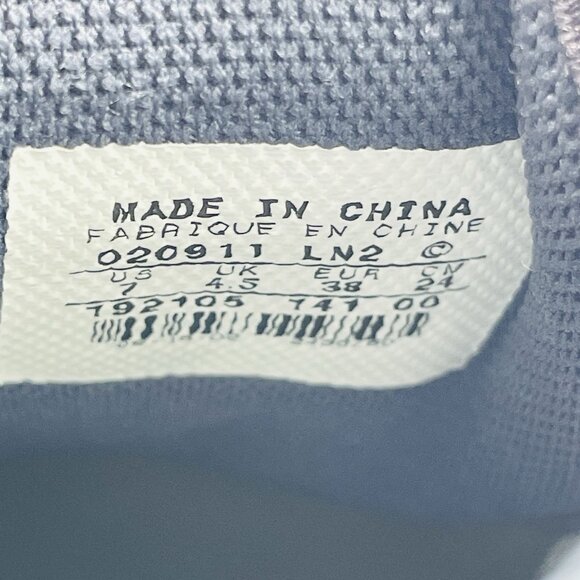 MADE IN CHINA
FABRIQUE EN CHINE
020911 LN2 ©
US UK EUR CN
7 4.5 38 24
192105 141 00